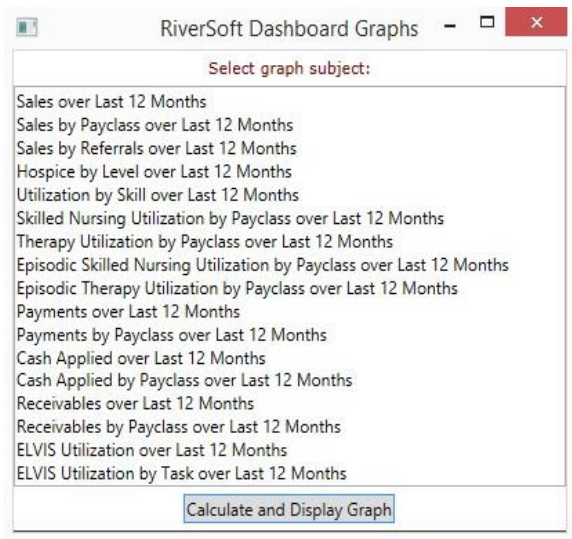 RiverSoft Dashboard Graphs
Select graph subject:
Sales over Last 12 Months
Sales by Payclass over Last 12 Months
Sales by Referrals over Last 12 Months
Hospice by Level over Last 12 Months
Utilization by Skill over Last 12 Months
Skilled Nursing Utilization by Payclass over Last 12 Months
Therapy Utilization by Payclass over Last 12 Months
Episodic Skilled Nursing Utilization by Payclass over Last 12 Months
Episodic Therapy Utilization by Payclass over Last 12 Months
Payments over Last 12 Months
Payments by Payclass over Last 12 Months
Cash Applied over Last 12 Months
Cash Applied by Payclass over Last 12 Months
Receivables over Last 12 Months
Receivables by Payclass over Last 12 Months
ELVIS Utilization over Last 12 Months
ELVIS Utilization by Task over Last 12 Months
Calculate and Display Graph